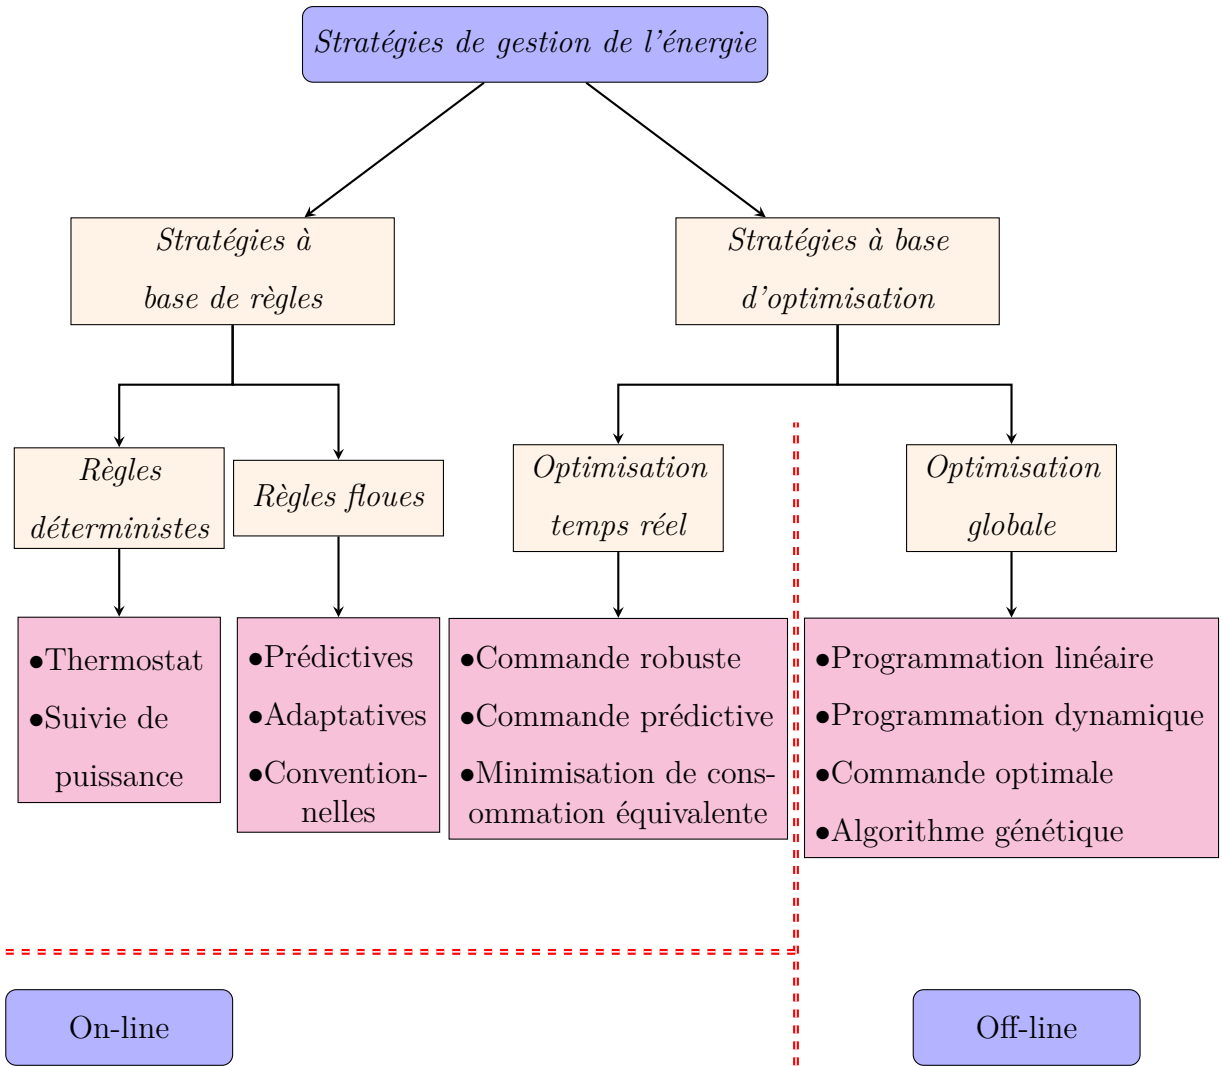 Stratégies de gestion de l'énergie
Stratégies à
base de règles
Stratégies à base
d'optimisation
Règles
déterministes
Règles floues
Optimisation
temps réel
Optimisation
globale
•Thermostat
•Suivie de
puissance
•Prédictives
•Adaptatives
•Convention-
nelles
•Commande robuste
•Commande prédictive
•Minimisation de cons-
ommation équivalente
•Programmation linéaire
•Programmation dynamique
•Commande optimale
•Algorithme génétique
On-line
Off-line